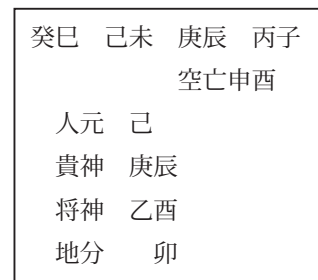 癸巳　己未　庚辰　丙子
空亡申酉
人元　己
貴神　庚辰
将神　乙酉
地分　卯